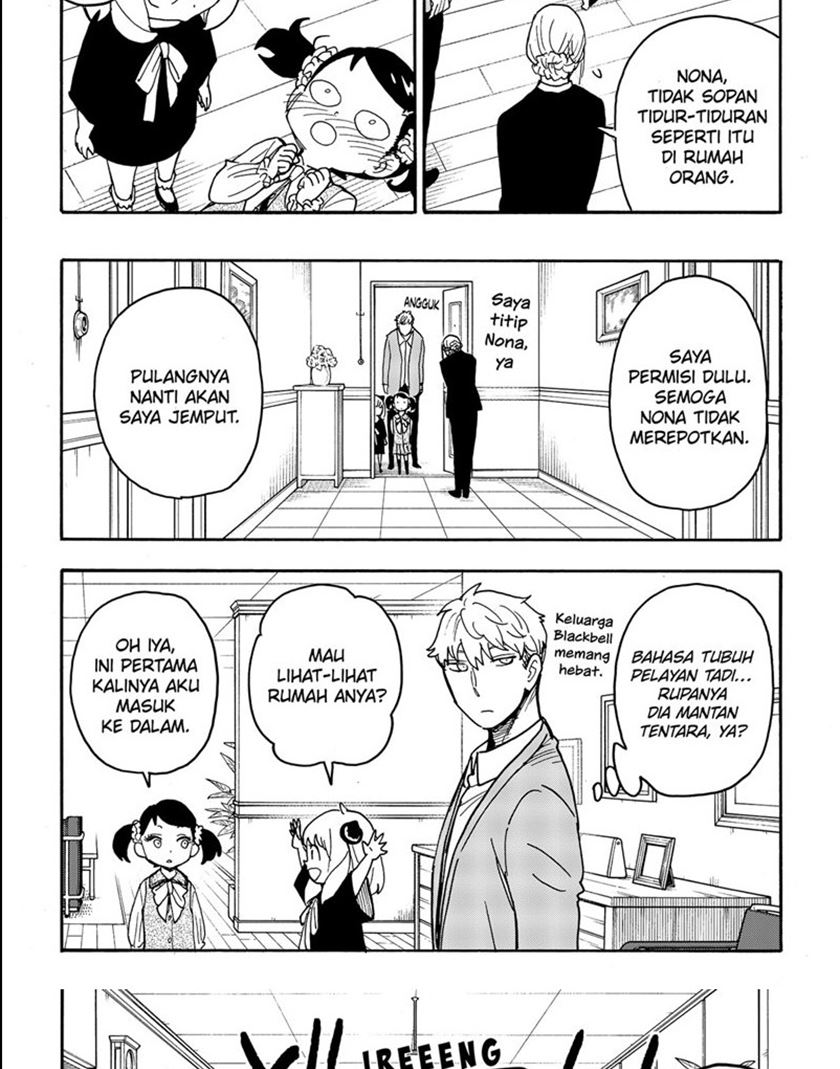 NONA,
TIDAK SOPAN
TIDUR-TIDURAN
SEPERTI ITU
DI RUMAH
ORANG.
SAYA
PERMISI DULU.
SEMOGA
NONA TIDAK
MEREPOTKAN.
Saya
titip
Nona,
ya
ANGGUK
PULANGNYA
NANTI AKAN
SAYA JEMPUT.
BAHASA TUBUH
PELAYAN TADI...
RUPANYA
DIA MANTAN
TENTARA, YA?
Keluarga
Blackbell
memang
hebat.
MAU
LIHAT-LIHAT
RUMAH ANYA?
OH IYA,
INI PERTAMA
KALINYA AKU
MASUK
KE DALAM.
IREEENG